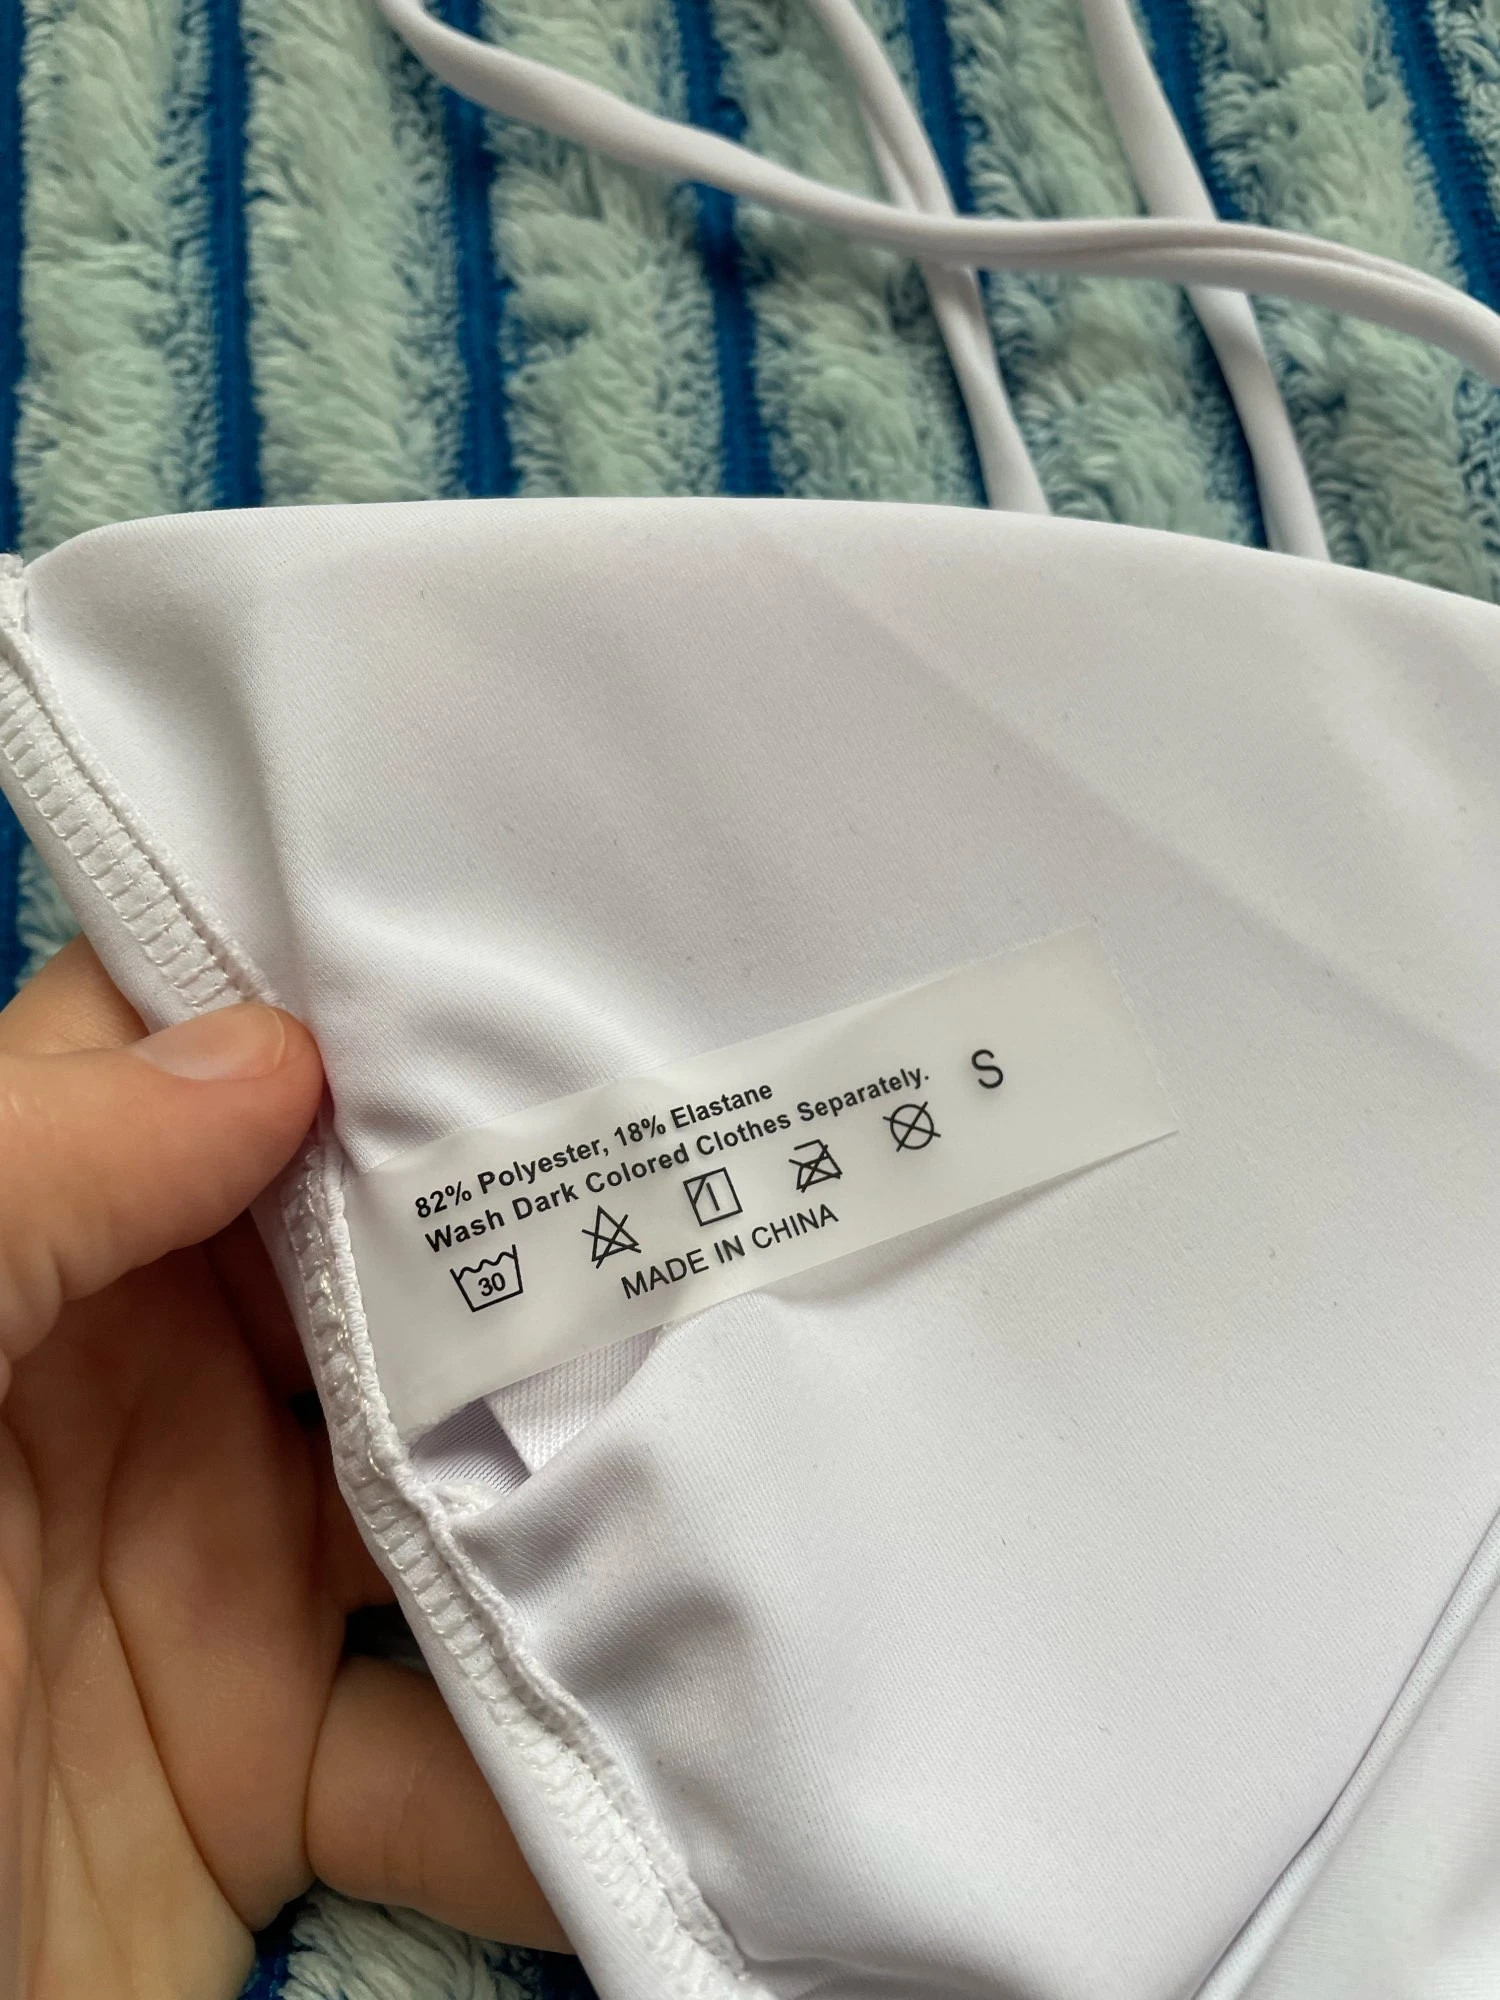 82% Polyester, 18% Elastane
Wash Dark Colored Clothes Separately.
S
30
MADE IN CHINA